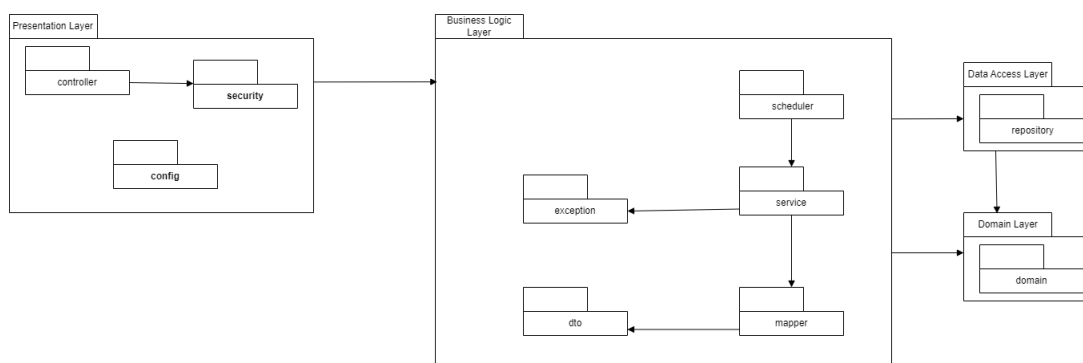 Presentation Layer
controller
security
config
Business Logic
Layer
scheduler
service
exception
mapper
dto
Data Access Layer
repository
Domain Layer
domain